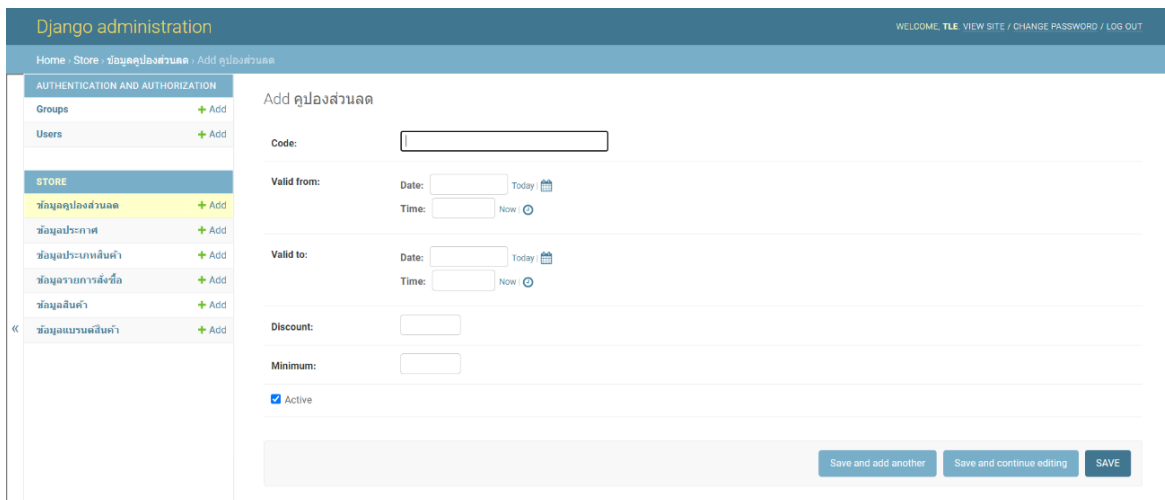 Django administration
WELCOME, TLE. VIEW SITE / CHANGE PASSWORD / LOG OUT
Home › Store › ข้อมูลคูปองส่วนลด › Add คูปองส่วนลด
AUTHENTICATION AND AUTHORIZATION
Groups + Add
Users + Add
STORE
ข้อมูลคูปองส่วนลด + Add
ข้อมูลประกาศ + Add
ข้อมูลประเภทสินค้า + Add
ข้อมูลรายการสั่งซื้อ + Add
ข้อมูลสินค้า + Add
« ข้อมูลแบรนด์สินค้า + Add
Add คูปองส่วนลด
Code:
Valid from: Date: Today |
Time: Now |
Valid to: Date: Today |
Time: Now |
Discount:
Minimum:
Active
Save and add another Save and continue editing SAVE